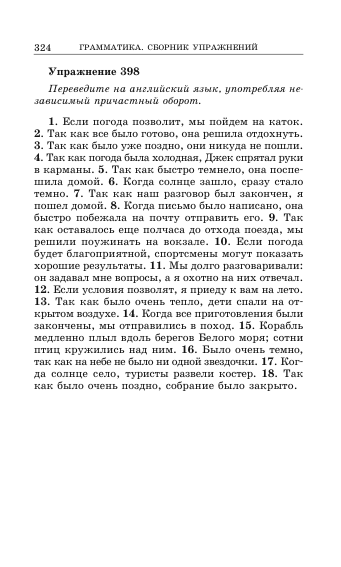 324 ГРАММАТИКА. СБОРНИК УПРАЖНЕНИЙ
Упражнение 398
Переведите на английский язык, употребляя не-
зависимый причастный оборот.
1. Если погода позволит, мы пойдем на каток.
2. Так как все было готово, она решила отдохнуть.
3. Так как было уже поздно, они никуда не пошли.
4. Так как погода была холодная, Джек спрятал руки
в карманы. 5. Так как быстро темнело, она поспе-
шила домой. 6. Когда солнце зашло, сразу стало
темно. 7. Так как наш разговор был закончен, я
пошел домой. 8. Когда письмо было написано, она
быстро побежала на почту отправить его. 9. Так
как оставалось еще полчаса до отхода поезда, мы
решили поужинать на вокзале. 10. Если погода
будет благоприятной, спортсмены могут показать
хорошие результаты. 11. Мы долго разговаривали:
он задавал мне вопросы, а я охотно на них отвечал.
12. Если условия позволят, я приеду к вам на лето.
13. Так как было очень тепло, дети спали на от-
крытом воздухе. 14. Когда все приготовления были
закончены, мы отправились в поход. 15. Корабль
медленно плыл вдоль берегов Белого моря; сотни
птиц кружились над ним. 16. Было очень темно,
так как на небе не было ни одной звездочки. 17. Ког-
да солнце село, туристы развели костер. 18. Так
как было очень поздно, собрание было закрыто.